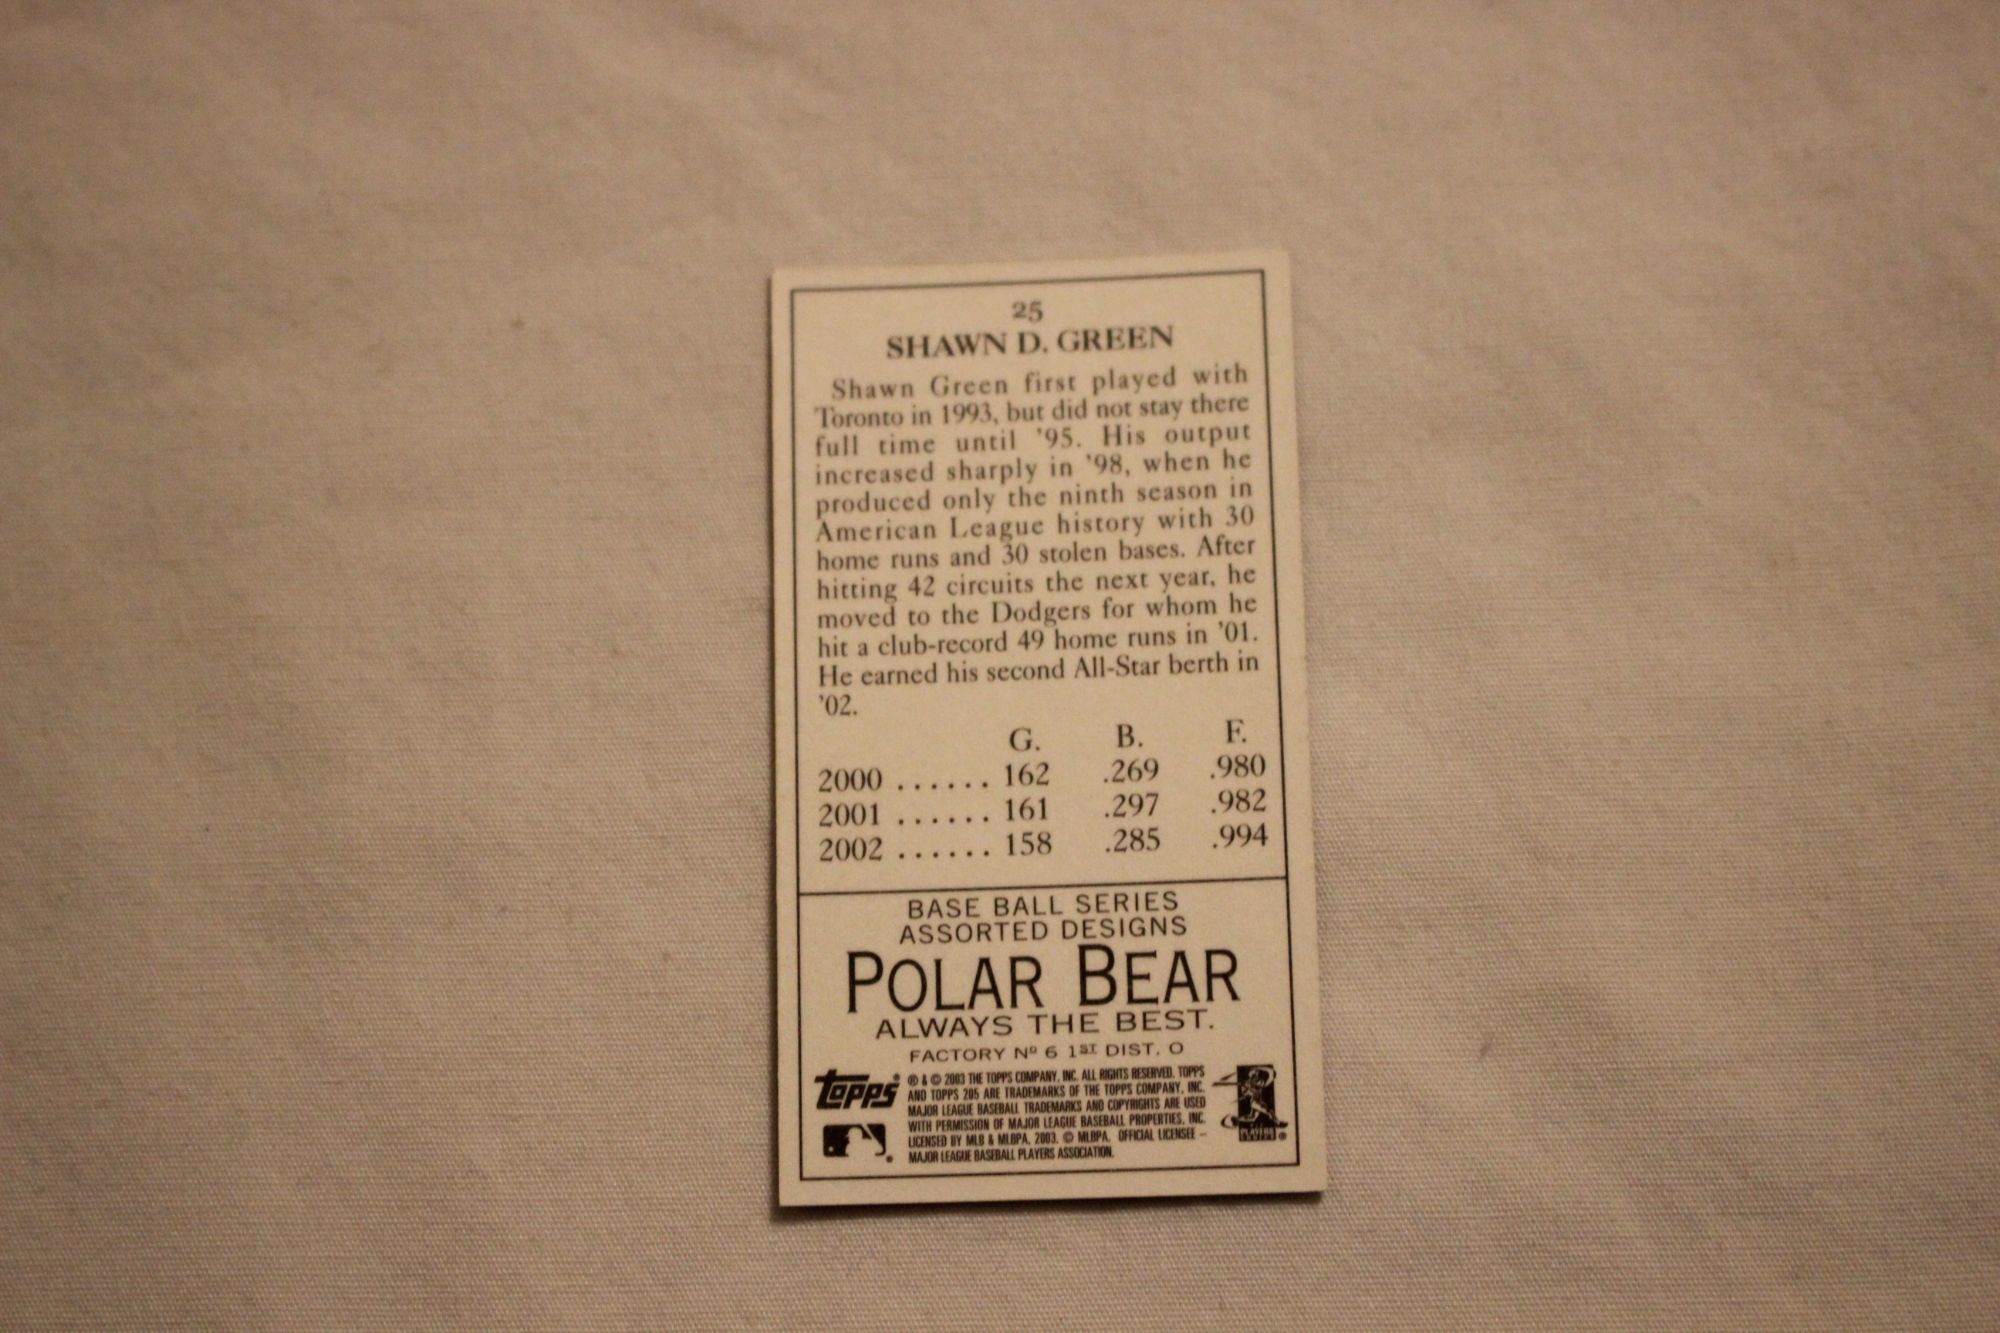 25
SHAWN D. GREEN
Shawn Green first played with
Toronto in 1993, but did not stay there
full time until '95. His output
increased sharply in '98, when he
produced only the ninth season in
American League history with 30
home runs and 30 stolen bases. After
hitting 42 circuits the next year, he
moved to the Dodgers for whom he
hit a club-record 49 home runs in '01.
He earned his second All-Star berth in
'02.
G. B. F.
2000 ...... 162 .269 .980
2001 ...... 161 .297 .982
2002 ...... 158 .285 .994
BASE BALL SERIES
ASSORTED DESIGNS
POLAR BEAR
ALWAYS THE BEST.
FACTORY Nº 6 1ST DIST. O
Topps
® & © 2003 THE TOPPS COMPANY, INC. ALL RIGHTS RESERVED. TOPPS
AND TOPPS 205 ARE TRADEMARKS OF THE TOPPS COMPANY, INC.
MAJOR LEAGUE BASEBALL TRADEMARKS AND COPYRIGHTS ARE USED
WITH PERMISSION OF MAJOR LEAGUE BASEBALL PROPERTIES, INC.
LICENSED BY MLB & MLBPA, 2003. © MLBPA. OFFICIAL LICENSEE –
MAJOR LEAGUE BASEBALL PLAYERS ASSOCIATION.
PLAYERS